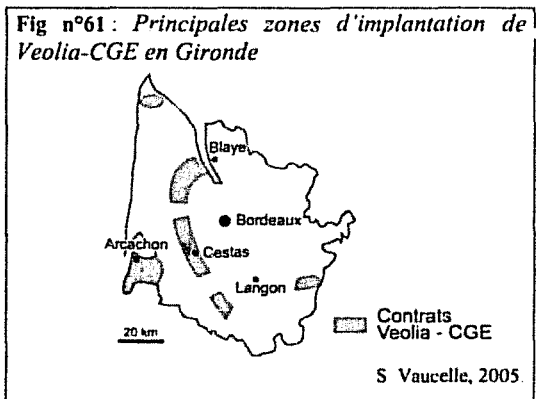 Fig n°61 : Principales zones d'implantation de
Veolia-CGE en Gironde
Blaye
Bordeaux
Arcachon
Cestas
Langon
20 km
Contrats
Veolia - CGE
S Vaucelle, 2005.